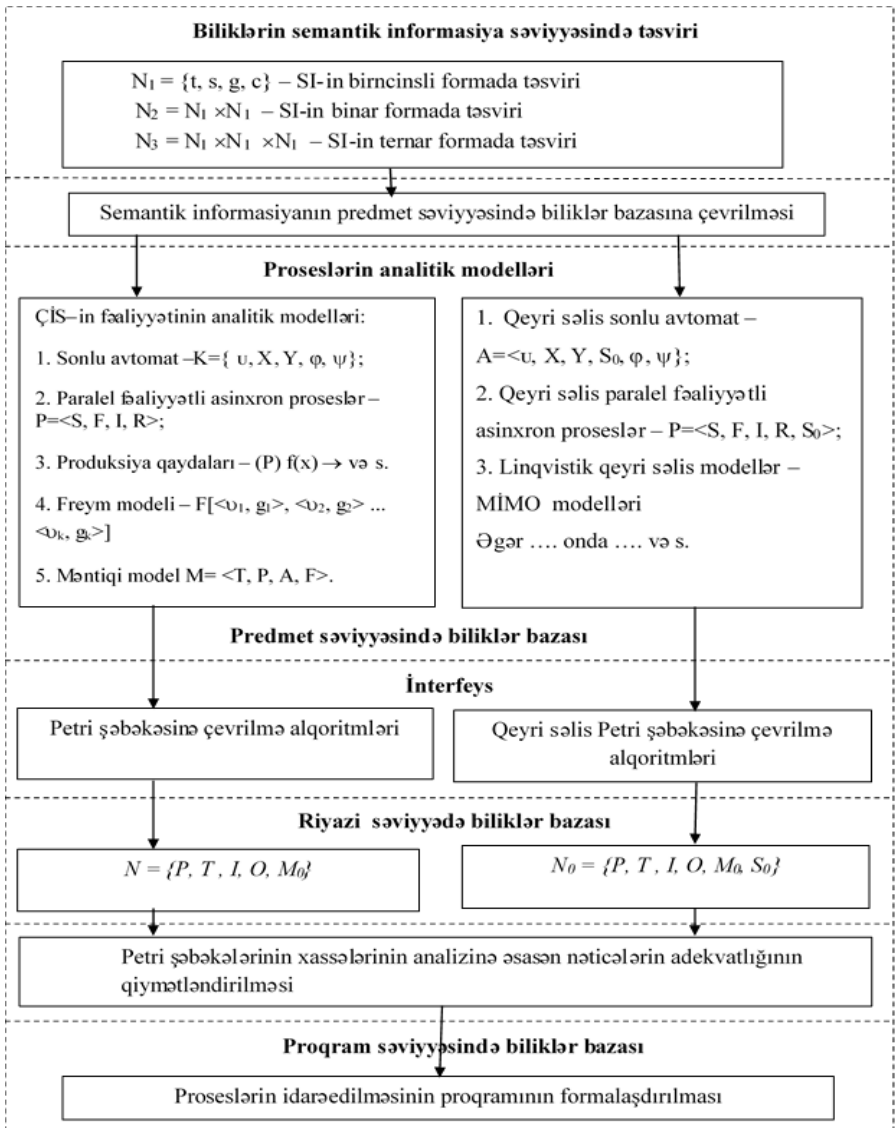 Biliklərin semantik informasiya səviyyəsində təsviri
N₁ = {t, s, g, c} – SI-in birncinsli formada təsviri
N₂ = N₁ ×N₁ – SI-in binar formada təsviri
N₃ = N₁ ×N₁ ×N₁ – SI-in ternar formada təsviri
Semantik informasiyanın predmet səviyyəsində biliklər bazasına çevrilməsi
Proseslərin analitik modelləri
ÇİS–in fəaliyyətinin analitik modelləri:
1. Sonlu avtomat –K={ υ, X, Y, φ, ψ};
2. Paralel fəaliyyətli asinxron proseslər –
P=<S, F, I, R>;
3. Produksiya qaydaları – (P) f(x) → və s.
4. Freym modeli – F[<υ₁, g₁>, <υ₂, g₂> ...
<υₖ, gₖ>]
5. Məntiqi model M= <T, P, A, F>.
1. Qeyri səlis sonlu avtomat –
A=<υ, X, Y, S₀, φ, ψ};
2. Qeyri səlis paralel fəaliyyətli
asinxron proseslər – P=<S, F, I, R, S₀>;
3. Linqvistik qeyri səlis modellər –
MİMO modelləri
Əgər .... onda .... və s.
Predmet səviyyəsində biliklər bazası
İnterfeys
Petri şəbəkəsinə çevrilmə alqoritmləri
Qeyri səlis Petri şəbəkəsinə çevrilmə
alqoritmləri
Riyazi səviyyədə biliklər bazası
N = {P, T , I, O, M₀}
N₀ = {P, T , I, O, M₀, S₀}
Petri şəbəkələrinin xassələrinin analizinə əsasən nəticələrin adekvatlığının
qiymətləndirilməsi
Proqram səviyyəsində biliklər bazası
Proseslərin idarəedilməsinin proqramının formalaşdırılması